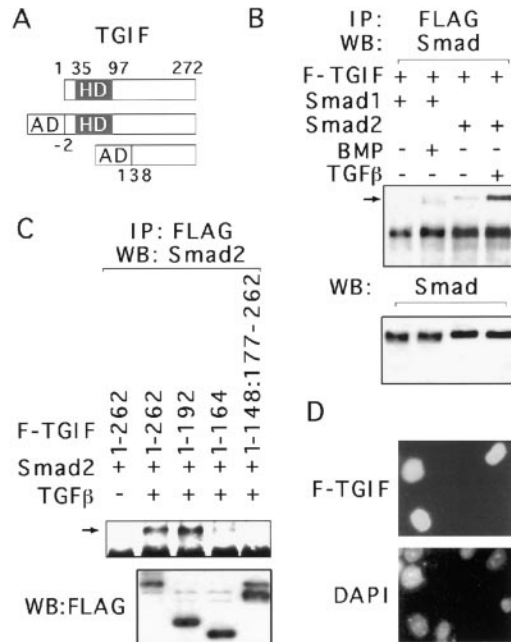 A
TGIF
1 35 97 272
HD
AD HD
-2
AD
138
B
IP: FLAG
WB: Smad
F-TGIF + + + +
Smad1 + +
Smad2 + +
BMP - + - -
TGFβ - - - +
WB: Smad
C
IP: FLAG
WB: Smad2
F-TGIF 1-262 1-262 1-192 1-164 1-148:177-262
Smad2 + + + + +
TGFβ - + + + +
WB:FLAG
D
F-TGIF
DAPI